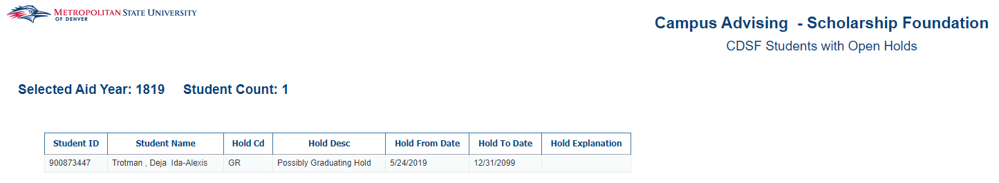 METROPOLITAN STATE UNIVERSITY
OF DENVER
Campus Advising - Scholarship Foundation
CDSF Students with Open Holds
Selected Aid Year: 1819 Student Count: 1
Student ID Student Name Hold Cd Hold Desc Hold From Date Hold To Date Hold Explanation
900873447 Trotman , Deja Ida-Alexis GR Possibly Graduating Hold 5/24/2019 12/31/2099